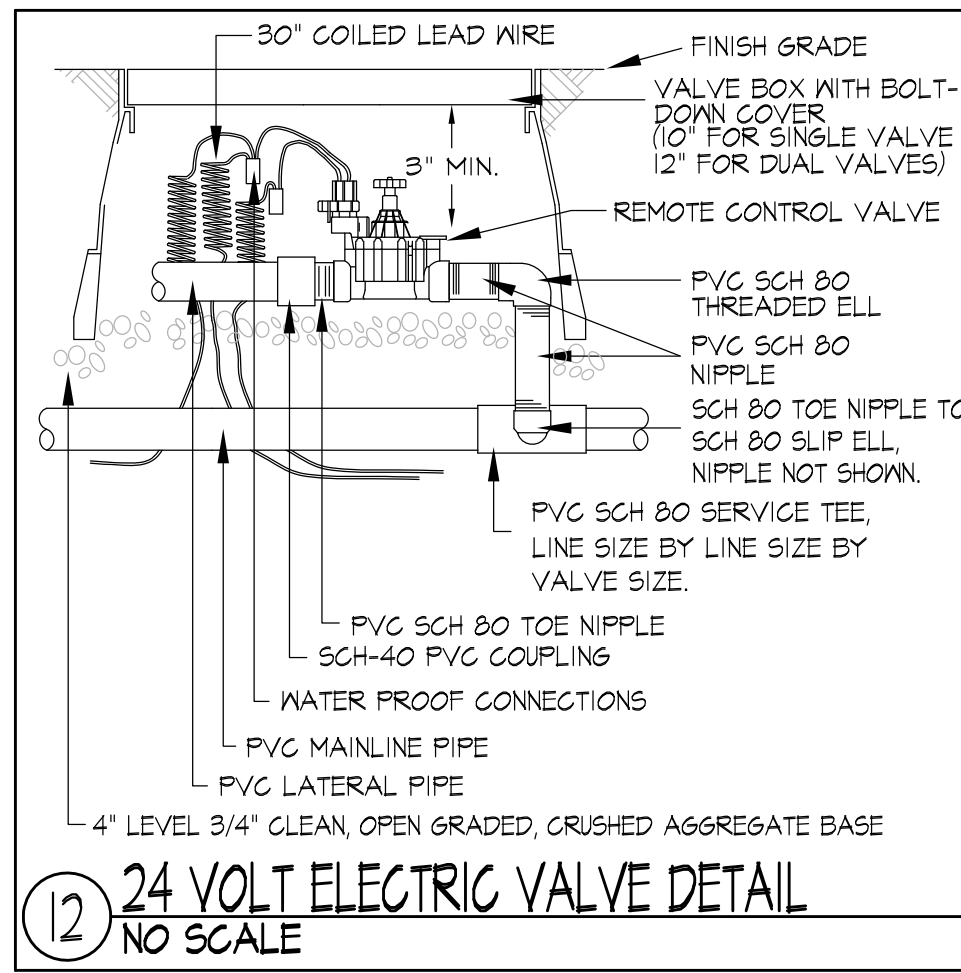 30" COILED LEAD WIRE
FINISH GRADE
VALVE BOX WITH BOLT-
DOWN COVER
(10" FOR SINGLE VALVE
12" FOR DUAL VALVES)
3" MIN.
REMOTE CONTROL VALVE
PVC SCH 80
THREADED ELL
PVC SCH 80
NIPPLE
SCH 80 TOE NIPPLE TO
SCH 80 SLIP ELL,
NIPPLE NOT SHOWN.
PVC SCH 80 SERVICE TEE,
LINE SIZE BY LINE SIZE BY
VALVE SIZE.
PVC SCH 80 TOE NIPPLE
SCH-40 PVC COUPLING
WATER PROOF CONNECTIONS
PVC MAINLINE PIPE
PVC LATERAL PIPE
4" LEVEL 3/4" CLEAN, OPEN GRADED, CRUSHED AGGREGATE BASE
12 24 VOLT ELECTRIC VALVE DETAIL
NO SCALE